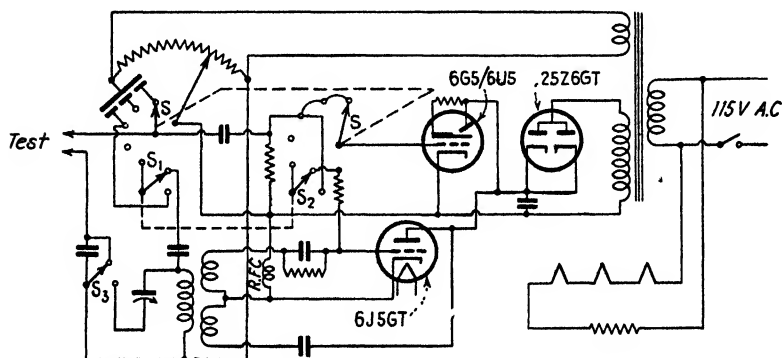 6G5/6U5
25Z6GT
115V A.C
S
S
Test
S₁
S₂
R.F.C.
S₃
6J5GT